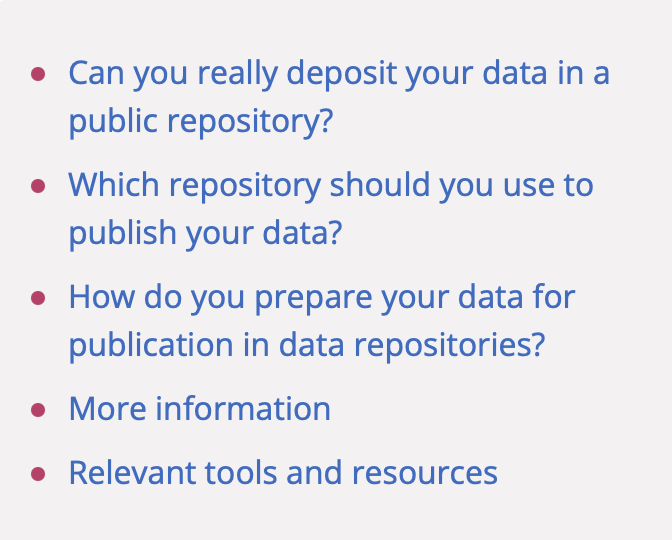 Can you really deposit your data in a
public repository?
Which repository should you use to
publish your data?
How do you prepare your data for
publication in data repositories?
More information
Relevant tools and resources